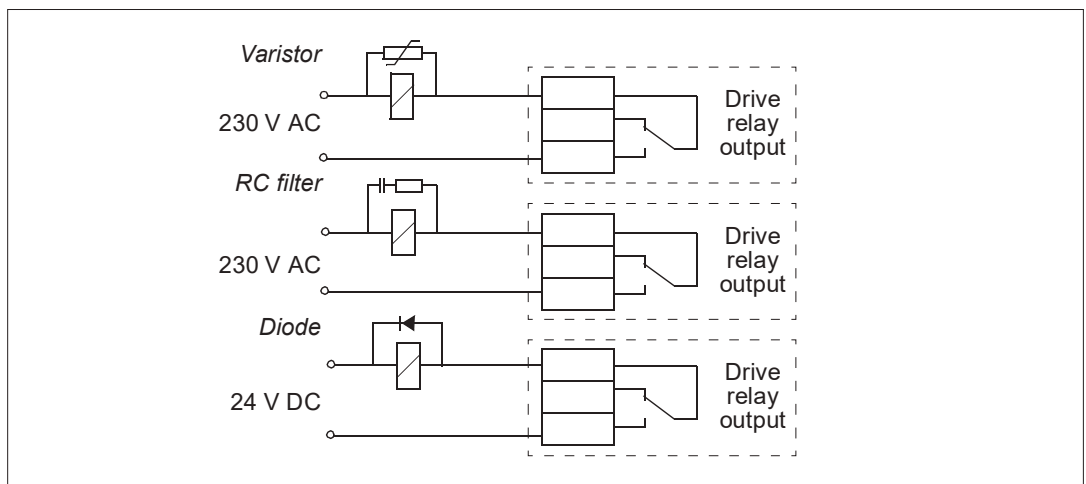 Varistor
230 V AC
Drive
relay
output
RC filter
230 V AC
Drive
relay
output
Diode
24 V DC
Drive
relay
output